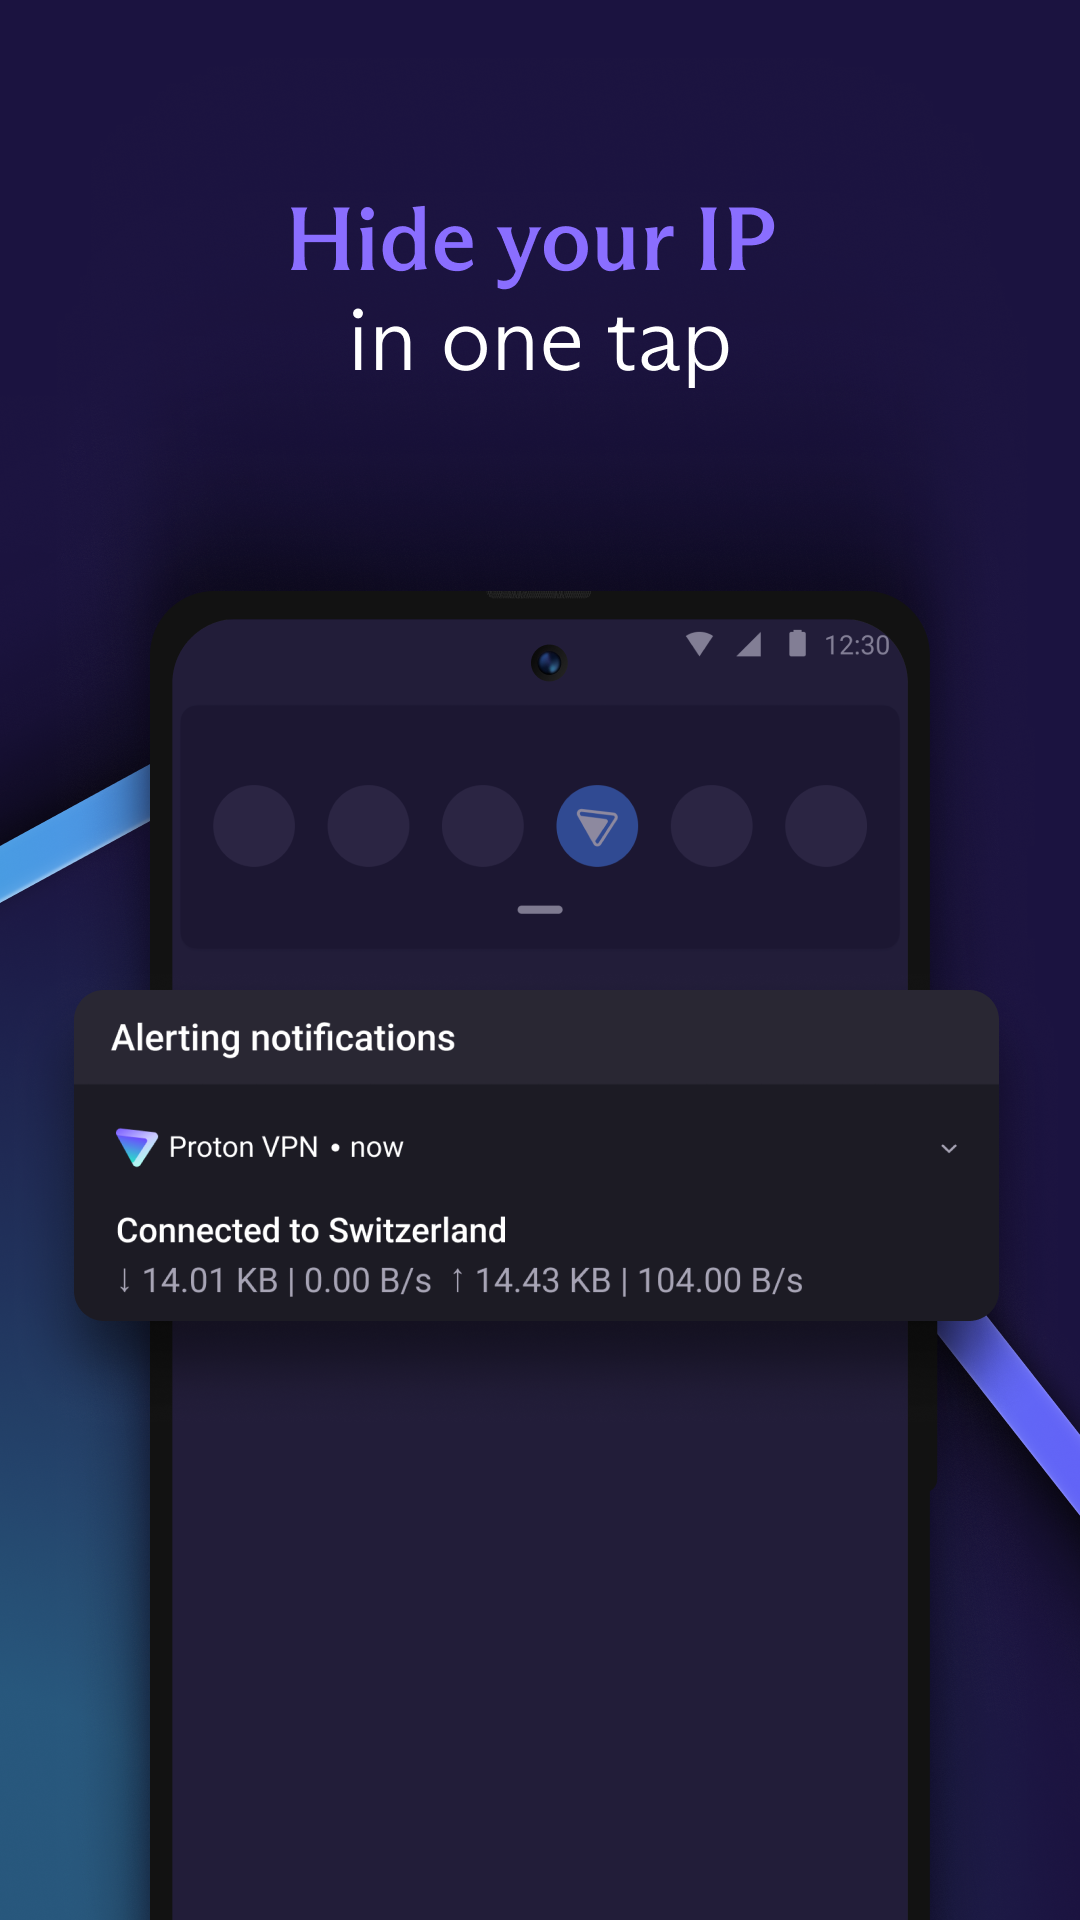 Hide your IP
in one tap
12:30
Alerting notifications
Proton VPN • now
Connected to Switzerland
↓ 14.01 KB | 0.00 B/s ↑ 14.43 KB | 104.00 B/s